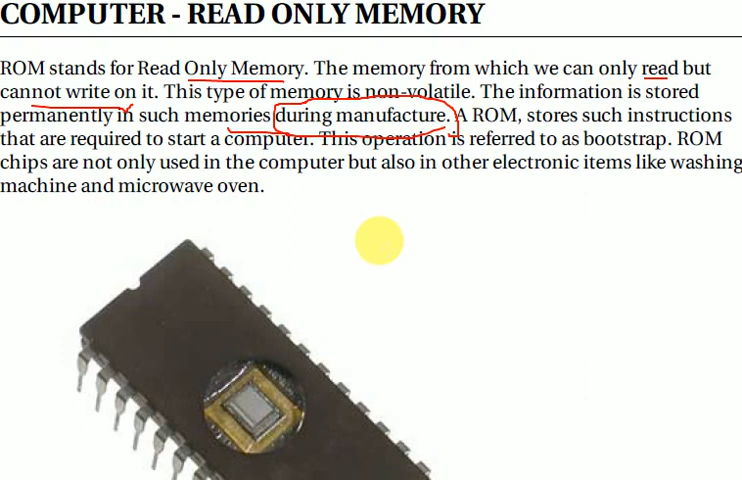 COMPUTER - READ ONLY MEMORY
ROM stands for Read Only Memory. The memory from which we can only read but
cannot write on it. This type of memory is non-volatile. The information is stored
permanently in such memories during manufacture. A ROM, stores such instructions
that are required to start a computer. This operation is referred to as bootstrap. ROM
chips are not only used in the computer but also in other electronic items like washing
machine and microwave oven.